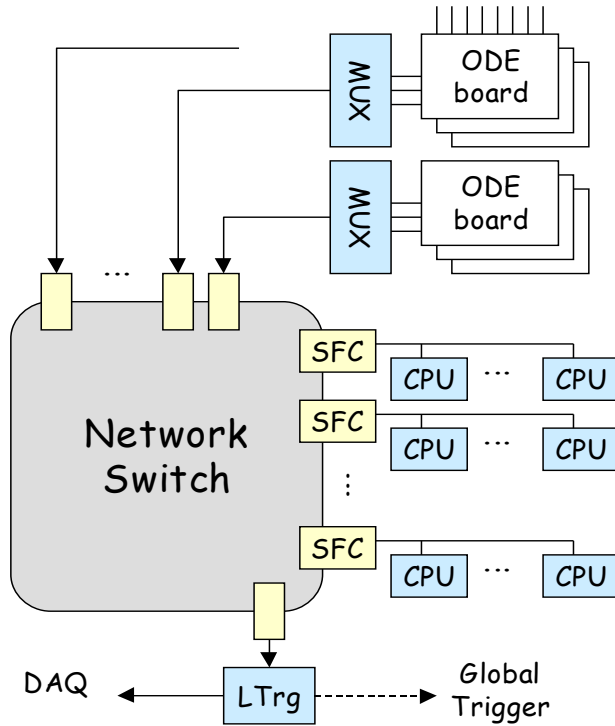 ODE
board
MUX
ODE
board
MUX
...
SFC
CPU ... CPU
SFC
CPU ... CPU
Network
Switch
...
SFC
CPU ... CPU
DAQ
LTrg
Global
Trigger